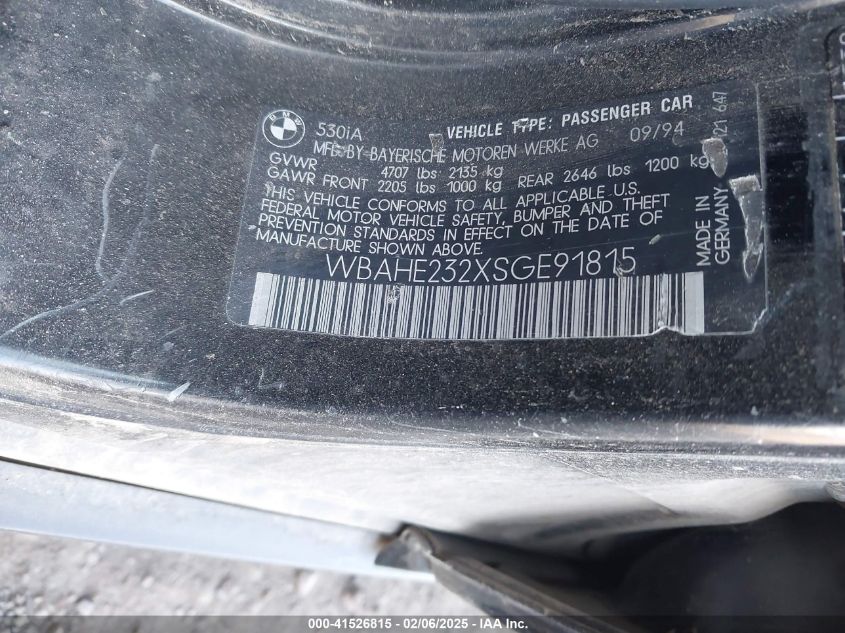 BMW
530iA VEHICLE TYPE: PASSENGER CAR
MFD BY BAYERISCHE MOTOREN WERKE AG 09/94
GVWR 4707 lbs 2135 kg
GAWR FRONT 2205 lbs 1000 kg REAR 2646 lbs 1200 kg
THIS VEHICLE CONFORMS TO ALL APPLICABLE U.S.
FEDERAL MOTOR VEHICLE SAFETY, BUMPER AND THEFT
PREVENTION STANDARDS IN EFFECT ON THE DATE OF
MANUFACTURE SHOWN ABOVE.
WBAHE232XSGE91815
MADE IN
GERMANY
647
000-41526815 - 02/06/2025 - IAA, Inc.